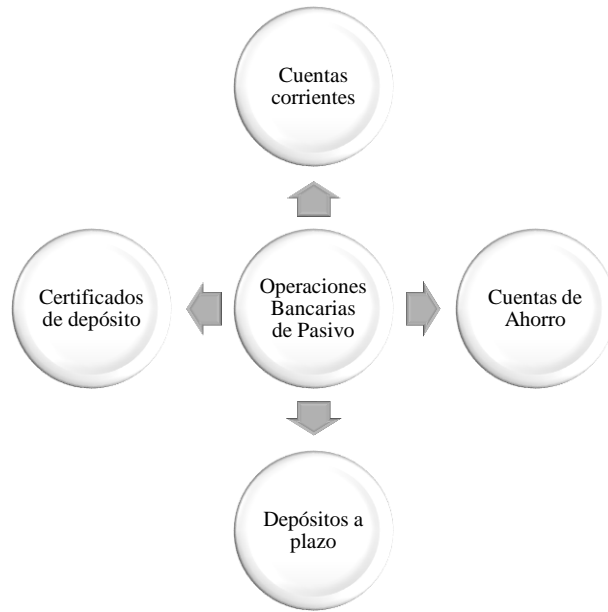 Cuentas
corrientes
Certificados
de depósito
Operaciones
Bancarias
de Pasivo
Cuentas de
Ahorro
Depósitos a
plazo